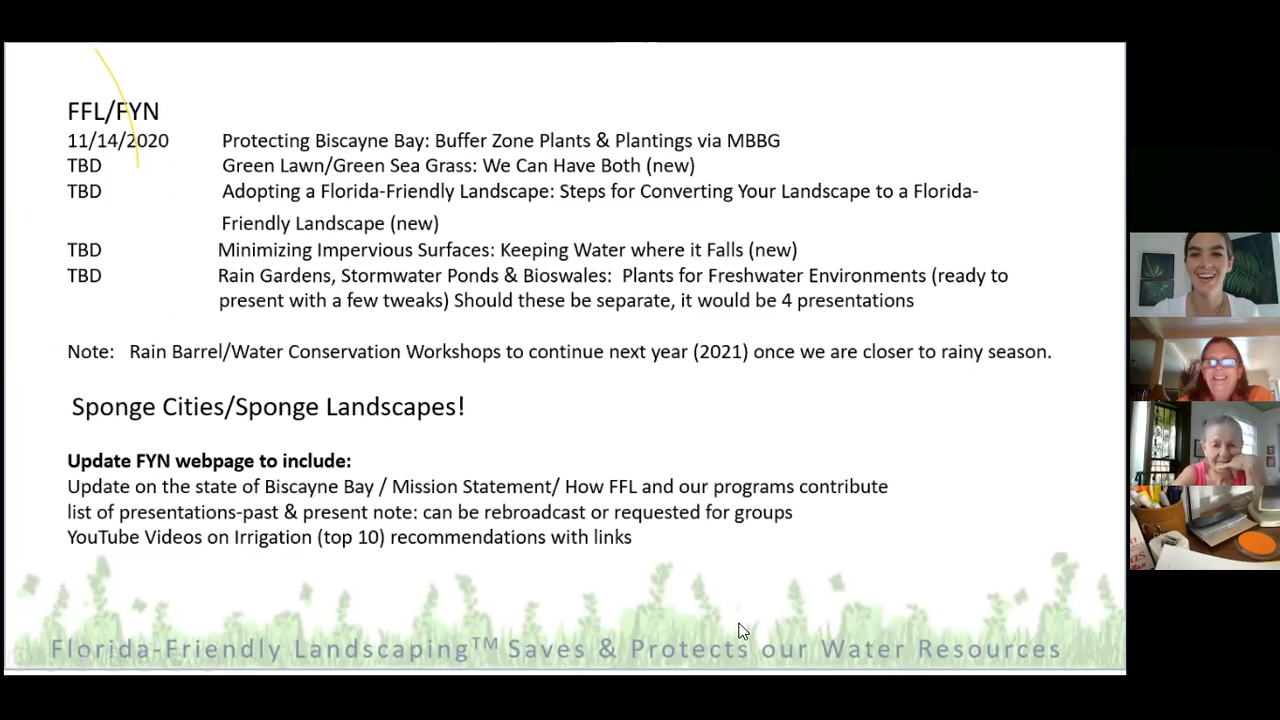 FFL/FYN
11/14/2020 Protecting Biscayne Bay: Buffer Zone Plants & Plantings via MBBG
TBD Green Lawn/Green Sea Grass: We Can Have Both (new)
TBD Adopting a Florida-Friendly Landscape: Steps for Converting Your Landscape to a Florida-
Friendly Landscape (new)
TBD Minimizing Impervious Surfaces: Keeping Water where it Falls (new)
TBD Rain Gardens, Stormwater Ponds & Bioswales: Plants for Freshwater Environments (ready to
present with a few tweaks) Should these be separate, it would be 4 presentations
Note: Rain Barrel/Water Conservation Workshops to continue next year (2021) once we are closer to rainy season.
Sponge Cities/Sponge Landscapes!
Update FYN webpage to include:
Update on the state of Biscayne Bay / Mission Statement/ How FFL and our programs contribute
list of presentations-past & present note: can be rebroadcast or requested for groups
YouTube Videos on Irrigation (top 10) recommendations with links
Florida-Friendly Landscaping™ Saves & Protects our Water Resources